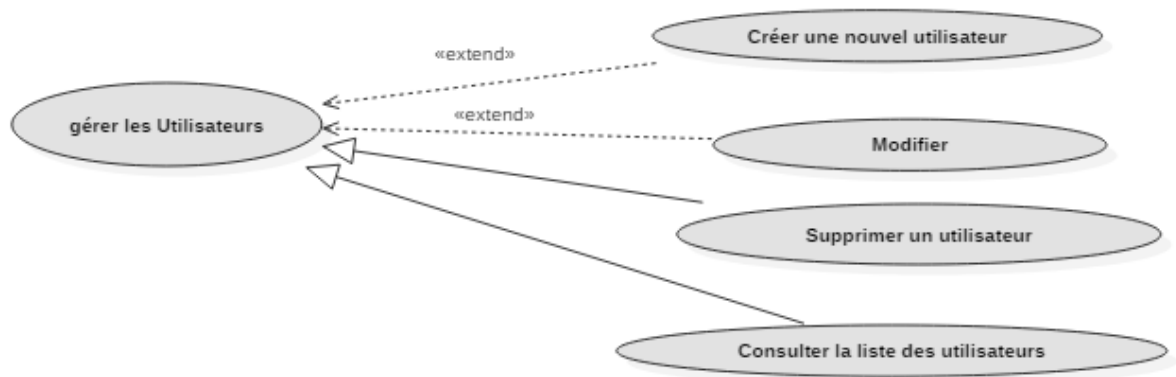 Créer une nouvel utilisateur
«extend»
gérer les Utilisateurs
«extend»
Modifier
Supprimer un utilisateur
Consulter la liste des utilisateurs